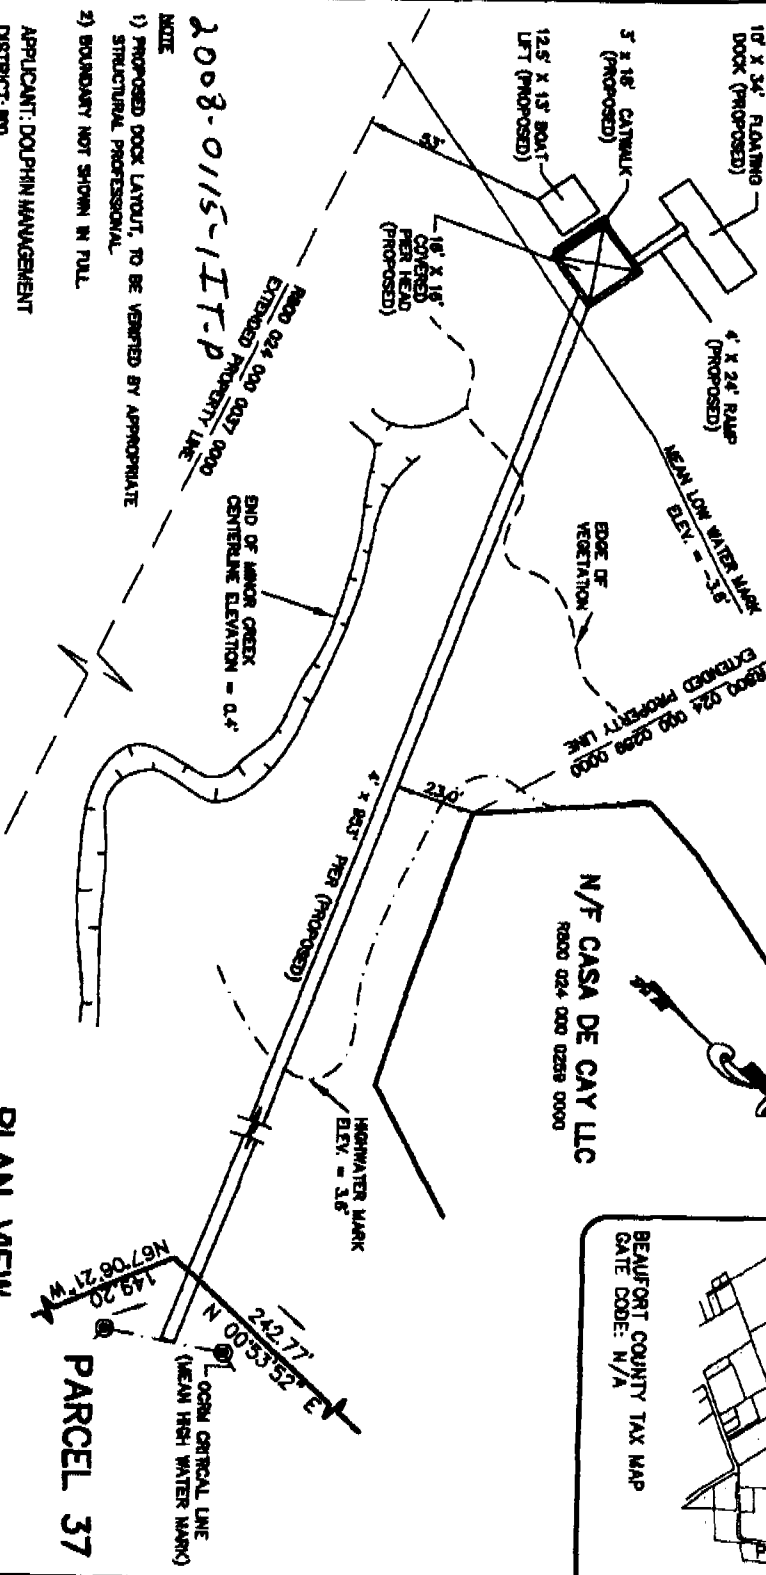 10' X 34' FLOATING
DOCK (PROPOSED)
5' x 18' CATWALK
(PROPOSED)
12.5' X 13' BOAT
LIFT (PROPOSED)
53'
16' X 16'
COVERED
PIER HEAD
(PROPOSED)
4' X 24' RAMP
(PROPOSED)
MEAN LOW WATER MARK
ELEV. = -3.6'
EDGE OF
VEGETATION
R800 024 000 0259 0000
EXTENDED PROPERTY LINE
R800 024 000 0037 0000
EXTENDED PROPERTY LINE
END OF MINOR CREEK
CENTERLINE ELEVATION = 0.4'
23.0'
PIER (PROPOSED)
N/F CASA DE CAY LLC
R800 024 000 0259 0000
HIGHWATER MARK
ELEV. = 3.6'
BEAUFORT COUNTY TAX MAP
GATE CODE: N/A
N67°06'21"W
149.20
242.77'
N 00°53'52" E
OCRM CRITICAL LINE
(MEAN HIGH WATER MARK)
PARCEL 37
2008-0115-1IT-P
NOTE
1) PROPOSED DOCK LAYOUT, TO BE VERIFIED BY APPROPRIATE
STRUCTURAL PROFESSIONAL.
2) BOUNDARY NOT SHOWN IN FULL
PLAN VIEW
APPLICANT: DOLPHIN MANAGEMENT